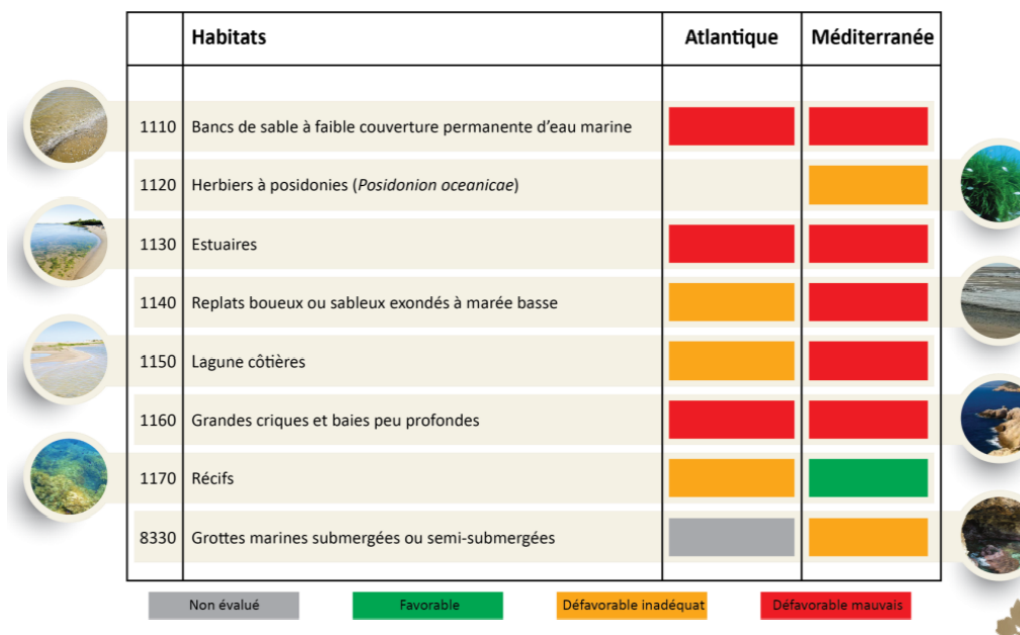 Habitats Atlantique Méditerranée
1110 Bancs de sable à faible couverture permanente d'eau marine
1120 Herbiers à posidonies (Posidonion oceanicae)
1130 Estuaires
1140 Replats boueux ou sableux exondés à marée basse
1150 Lagune côtières
1160 Grandes criques et baies peu profondes
1170 Récifs
8330 Grottes marines submergées ou semi-submergées
Non évalué Favorable Défavorable inadéquat Défavorable mauvais